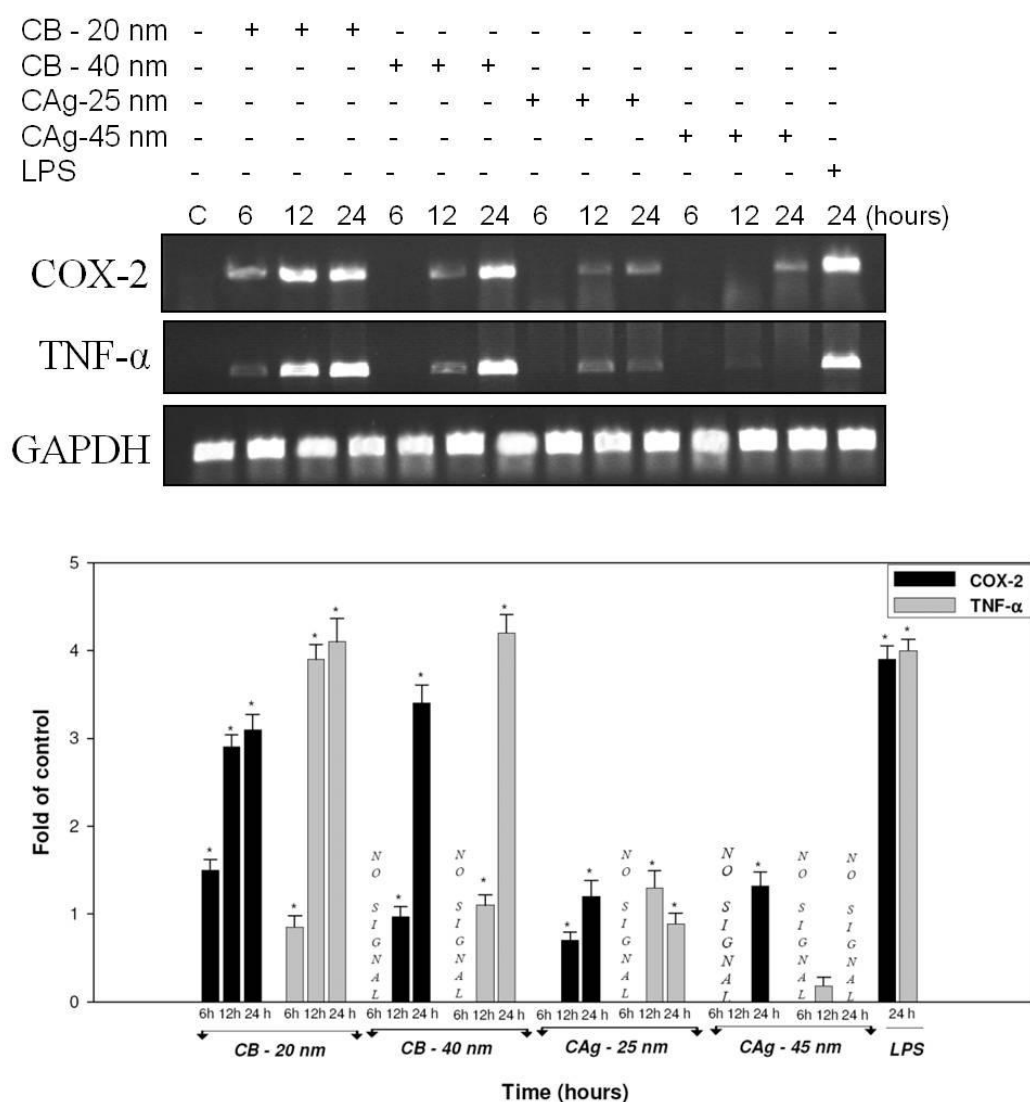 CB - 20 nm - + + + - - - - - - - - - -
CB - 40 nm - - - - + + + - - - - - - -
CAg-25 nm - - - - - - - + + + - - - -
CAg-45 nm - - - - - - - - - - + + + -
LPS - - - - - - - - - - - - - +
C 6 12 24 6 12 24 6 12 24 6 12 24 24 (hours)
COX-2
TNF-α
GAPDH
5
4
3
2
1
0
Fold of control
COX-2
TNF-α
* * * * * * * * * * * * * * * * *
NO SIGNAL
NO SIGNAL
NO SIGNAL
NO SIGNAL
NO SIGNAL
NO SIGNAL
6h 12h 24 h 6h 12h 24 h 6h 12h 24 h 6h 12h 24 h 6h 12h 24 h 6h 12h 24 h 6h 12h 24 h 6h 12h 24 h 24 h
CB - 20 nm CB - 40 nm CAg - 25 nm CAg - 45 nm LPS
Time (hours)